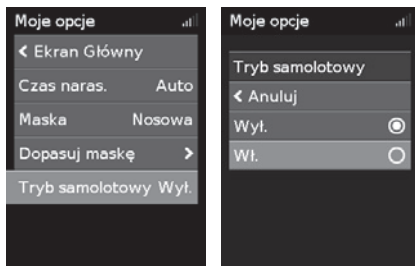 Moje opcje
Ekran Główny
Czas naras. Auto
Maska Nosowa
Dopasuj maskę
Tryb samolotowy Wył.
Moje opcje
Tryb samolotowy
Anuluj
Wył.
Wł.